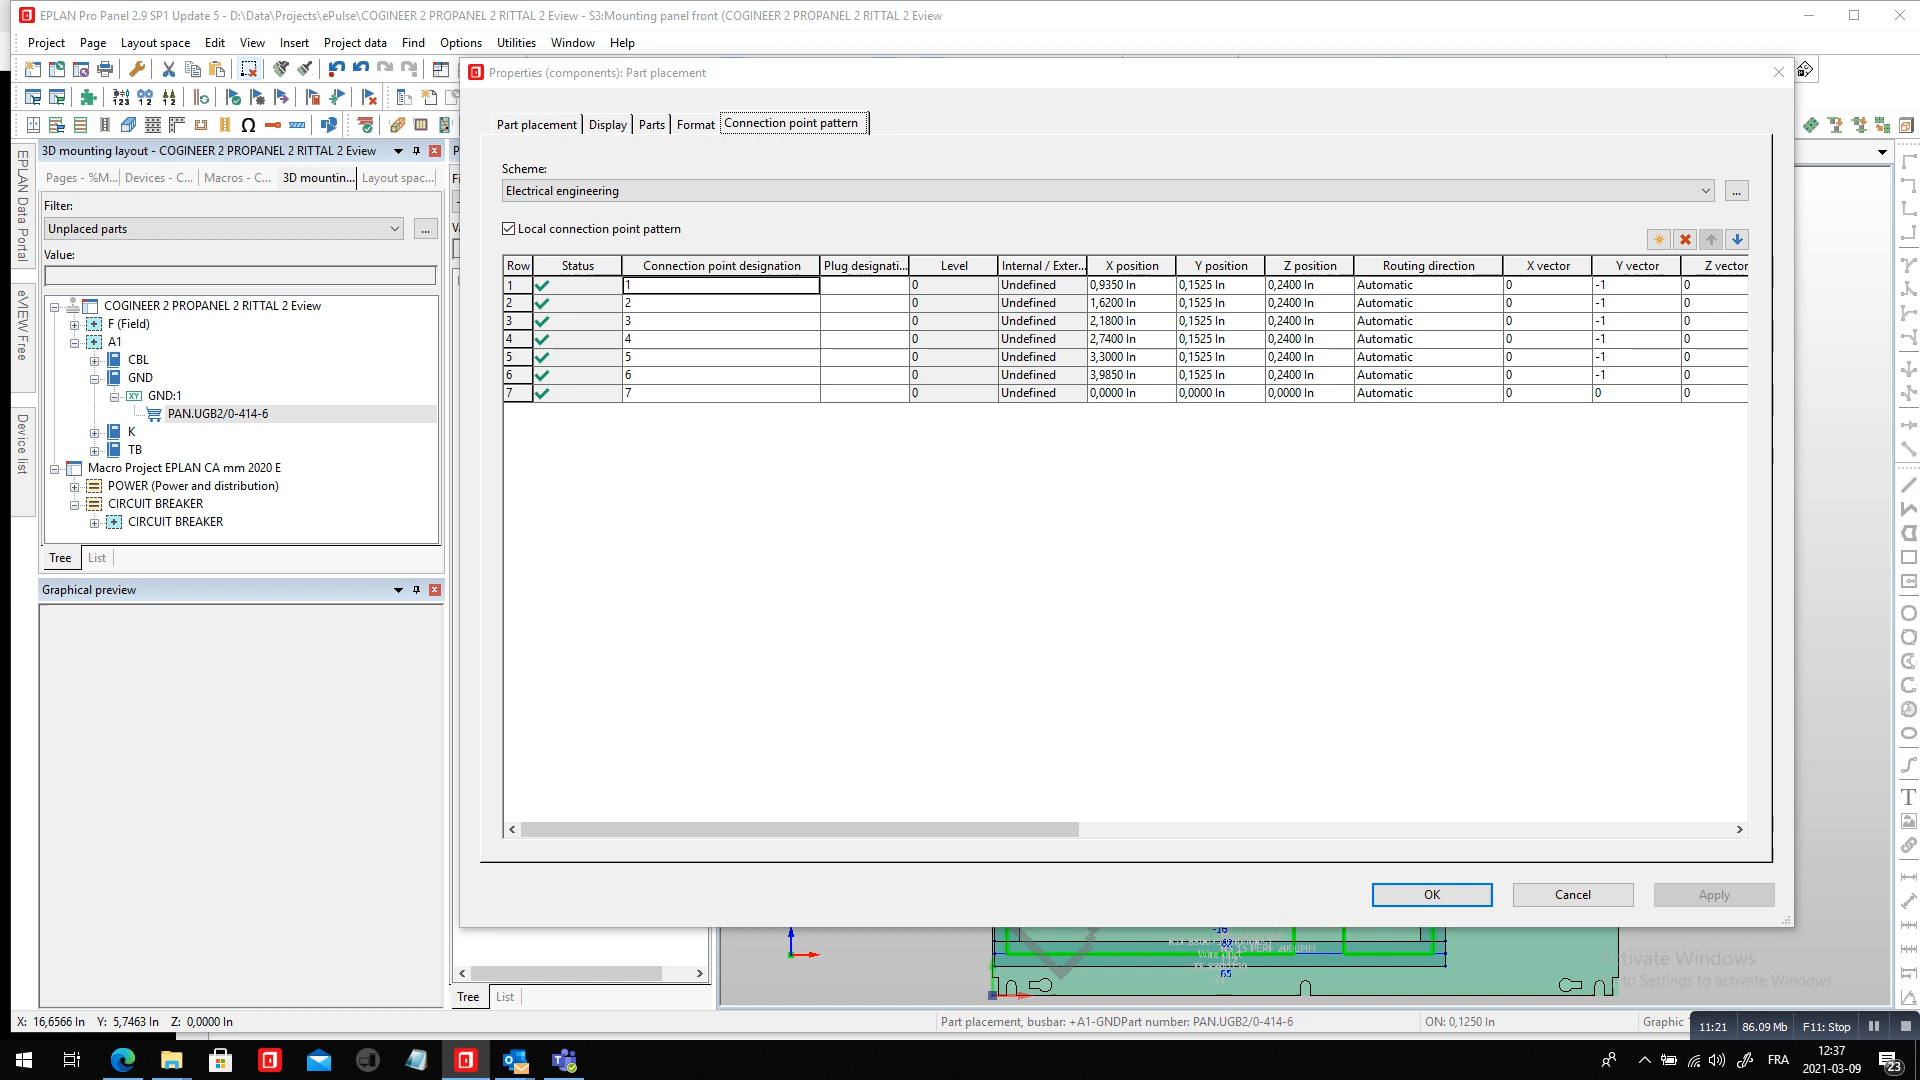 EPLAN Pro Panel 2.9 SP1 Update 5 - D:\Data\Projects\ePulse\COGINEER 2 PROPANEL 2 RITTAL 2 Eview - S3:Mounting panel front (COGINEER 2 PROPANEL 2 RITTAL 2 Eview
Project Page Layout space Edit View Insert Project data Find Options Utilities Window Help
Properties (components): Part placement
Part placement Display Parts Format Connection point pattern
Scheme:
Electrical engineering
...
Local connection point pattern
Row Status Connection point designation Plug designati... Level Internal / Exter... X position Y position Z position Routing direction X vector Y vector Z vector
1 1 0 Undefined 0,9350 In 0,1525 In 0,2400 In Automatic 0 -1 0
2 2 0 Undefined 1,6200 In 0,1525 In 0,2400 In Automatic 0 -1 0
3 3 0 Undefined 2,1800 In 0,1525 In 0,2400 In Automatic 0 -1 0
4 4 0 Undefined 2,7400 In 0,1525 In 0,2400 In Automatic 0 -1 0
5 5 0 Undefined 3,3000 In 0,1525 In 0,2400 In Automatic 0 -1 0
6 6 0 Undefined 3,9850 In 0,1525 In 0,2400 In Automatic 0 -1 0
7 7 0 Undefined 0,0000 In 0,0000 In 0,0000 In Automatic 0 0 0
OK Cancel Apply
EPLAN Data Portal
eVIEW Free
Device list
3D mounting layout - COGINEER 2 PROPANEL 2 RITTAL 2 Eview
Pages - %M... Devices - C... Macros - C... 3D mountin... Layout spac...
Filter:
Unplaced parts
...
Value:
COGINEER 2 PROPANEL 2 RITTAL 2 Eview
F (Field)
A1
CBL
GND
GND:1
PAN.UGB2/0-414-6
K
TB
Macro Project EPLAN CA mm 2020 E
POWER (Power and distribution)
CIRCUIT BREAKER
CIRCUIT BREAKER
Tree List
Graphical preview
Tree List
Wire duct
65
Activate Windows
to Settings to activate Windows.
X: 16,6566 In Y: 5,7463 In Z: 0,0000 In
Part placement, busbar: +A1-GNDPart number: PAN.UGB2/0-414-6
ON: 0,1250 In
Graphic
11:21 86.09 Mb F11: Stop
FRA
12:37
2021-03-09
23